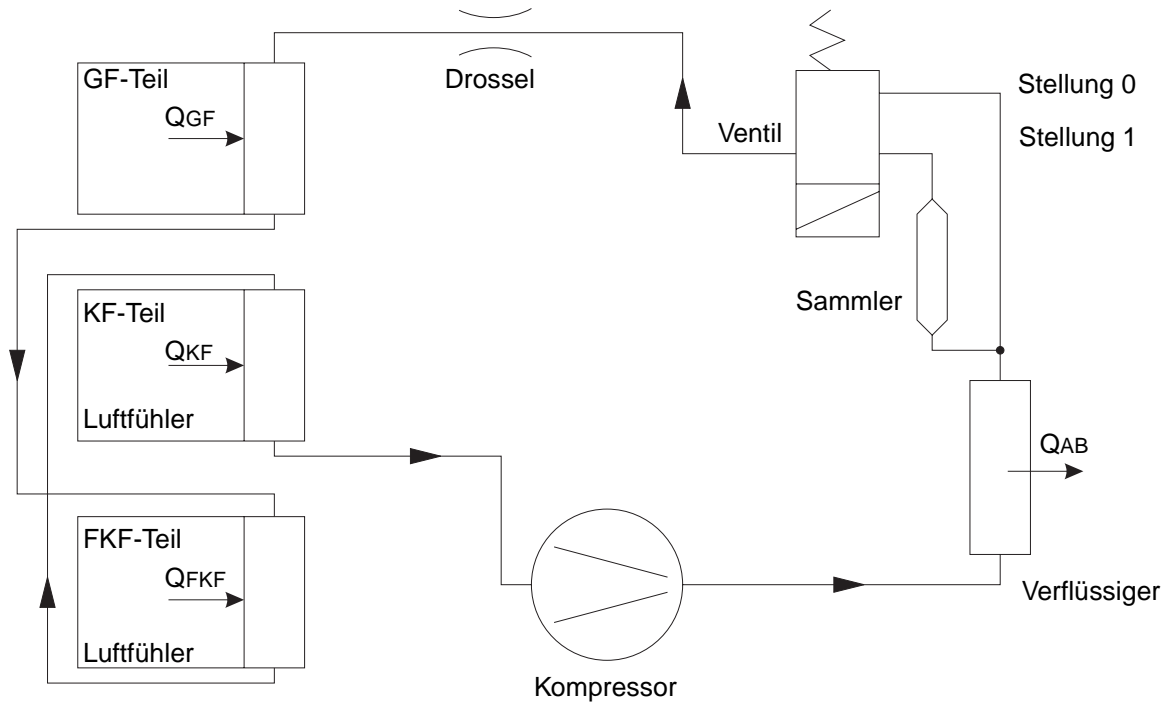 GF-Teil
QGF
Drossel
Ventil
Stellung 0
Stellung 1
KF-Teil
QKF
Luftfühler
Sammler
QAB
FKF-Teil
QFKF
Luftfühler
Verflüssiger
Kompressor